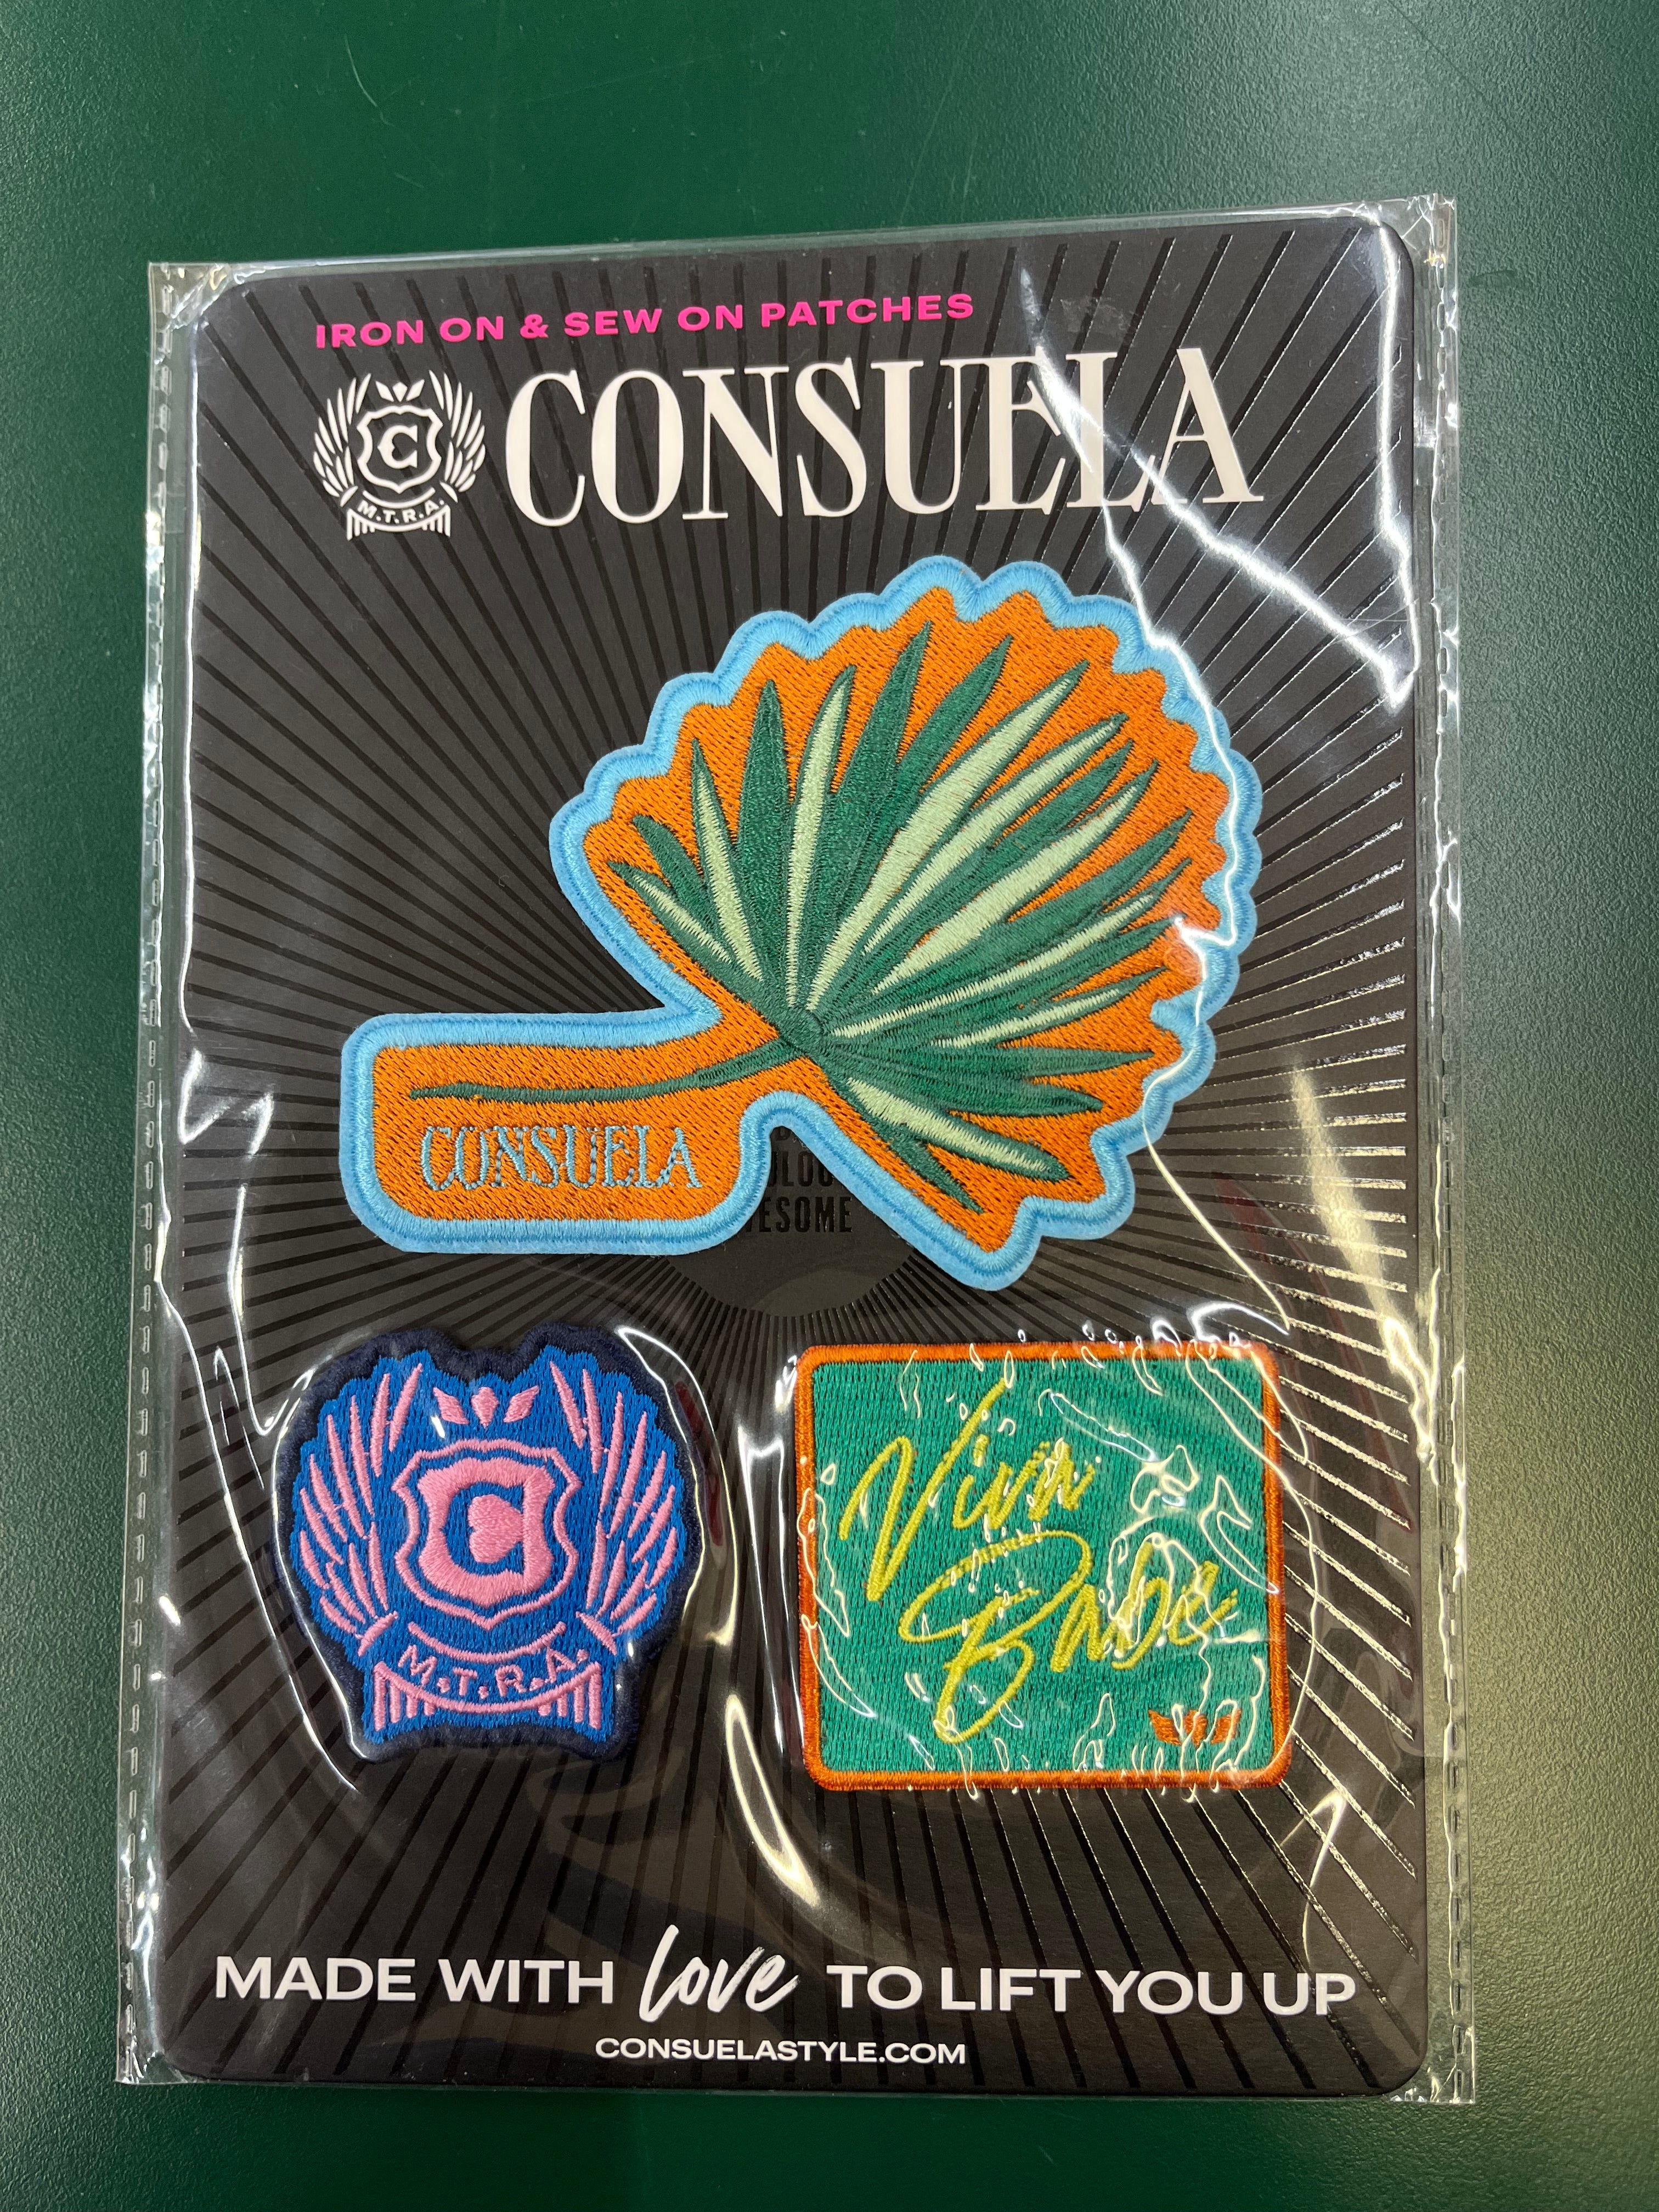 IRON ON & SEW ON PATCHES
C
M.T.R.A.
CONSUELA
CONSUELA
C
M.T.R.A.
Viva
Babe
MADE WITH love TO LIFT YOU UP
CONSUELASTYLE.COM